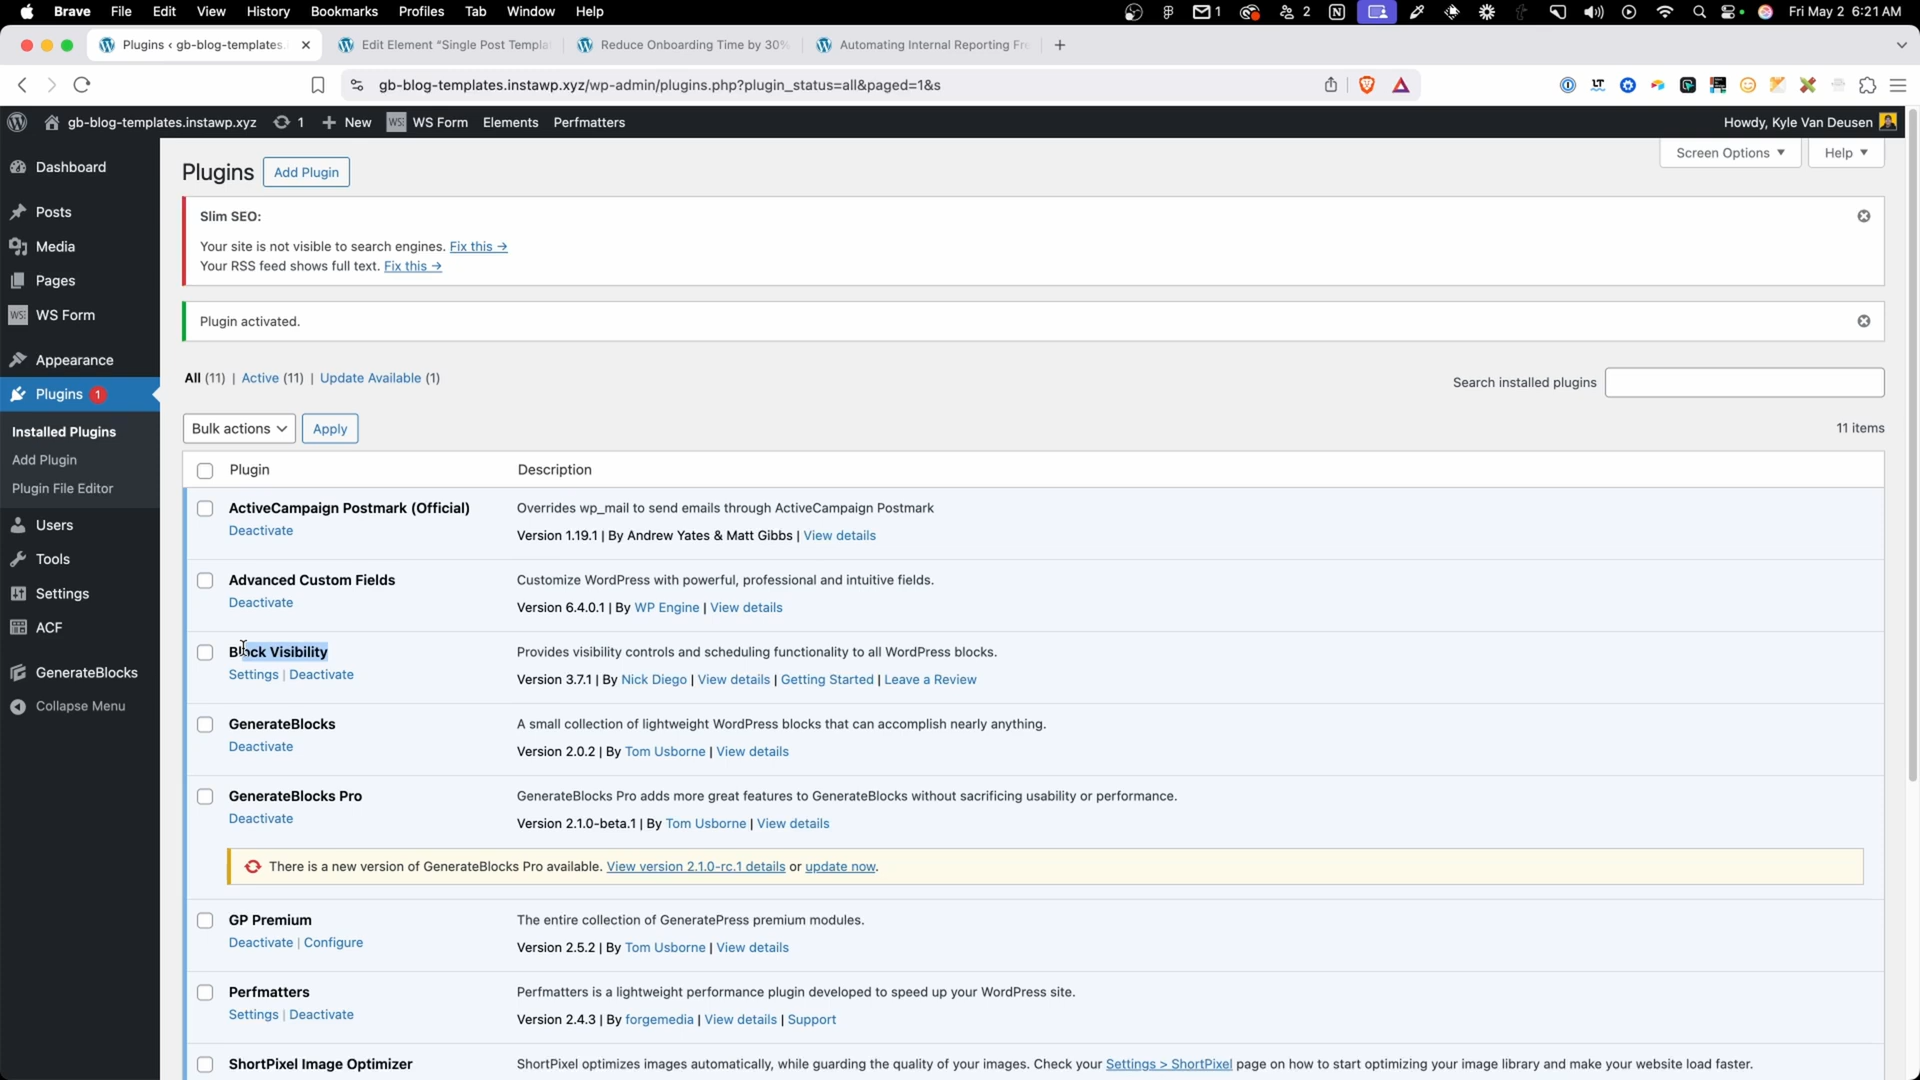 Brave File Edit View History Bookmarks Profiles Tab Window Help 1 2 Fri May 2 6:21 AM
Plugins ‹ gb-blog-templates. Edit Element “Single Post Templa Reduce Onboarding Time by 30% Automating Internal Reporting Fr
gb-blog-templates.instawp.xyz/wp-admin/plugins.php?plugin_status=all&paged=1&s
gb-blog-templates.instawp.xyz 1 New WS Form Elements Perfmatters Howdy, Kyle Van Deusen
Dashboard
Posts
Media
Pages
WS Form
Appearance
Plugins 1
Installed Plugins
Add Plugin
Plugin File Editor
Users
Tools
Settings
ACF
GenerateBlocks
Collapse Menu
Screen Options Help
Plugins Add Plugin
Slim SEO:
Your site is not visible to search engines. Fix this →
Your RSS feed shows full text. Fix this →
Plugin activated.
All (11) | Active (11) | Update Available (1)
Search installed plugins
Bulk actions Apply 11 items
Plugin Description
ActiveCampaign Postmark (Official) Overrides wp_mail to send emails through ActiveCampaign Postmark
Deactivate Version 1.19.1 | By Andrew Yates & Matt Gibbs | View details
Advanced Custom Fields Customize WordPress with powerful, professional and intuitive fields.
Deactivate Version 6.4.0.1 | By WP Engine | View details
Block Visibility Provides visibility controls and scheduling functionality to all WordPress blocks.
Settings | Deactivate Version 3.7.1 | By Nick Diego | View details | Getting Started | Leave a Review
GenerateBlocks A small collection of lightweight WordPress blocks that can accomplish nearly anything.
Deactivate Version 2.0.2 | By Tom Usborne | View details
GenerateBlocks Pro GenerateBlocks Pro adds more great features to GenerateBlocks without sacrificing usability or performance.
Deactivate Version 2.1.0-beta.1 | By Tom Usborne | View details
There is a new version of GenerateBlocks Pro available. View version 2.1.0-rc.1 details or update now.
GP Premium The entire collection of GeneratePress premium modules.
Deactivate | Configure Version 2.5.2 | By Tom Usborne | View details
Perfmatters Perfmatters is a lightweight performance plugin developed to speed up your WordPress site.
Settings | Deactivate Version 2.4.3 | By forgemedia | View details | Support
ShortPixel Image Optimizer ShortPixel optimizes images automatically, while guarding the quality of your images. Check your Settings > ShortPixel page on how to start optimizing your image library and make your website load faster.